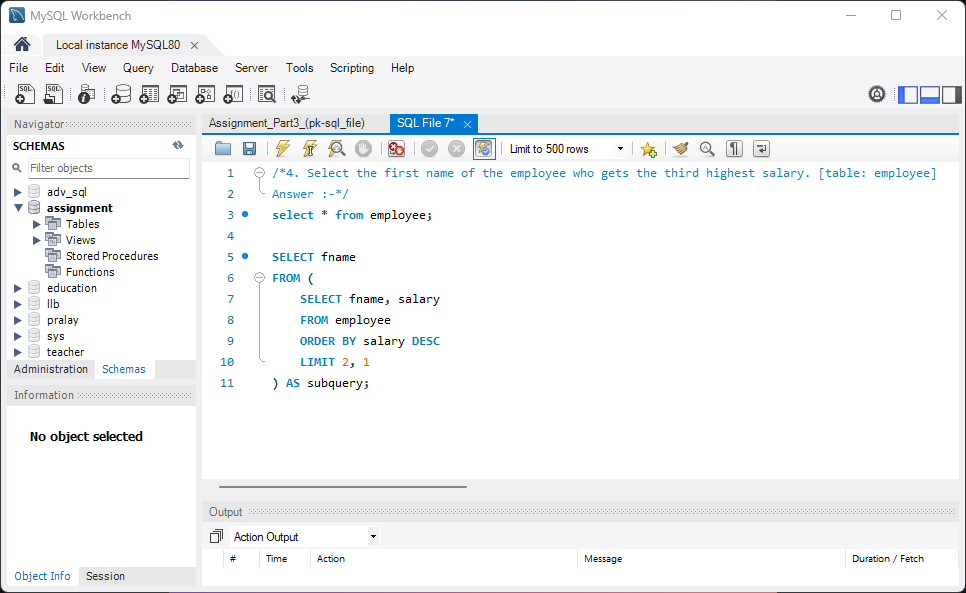 MySQL Workbench
Local instance MySQL80
File Edit View Query Database Server Tools Scripting Help
Navigator
SCHEMAS
Filter objects
adv_sql
assignment
Tables
Views
Stored Procedures
Functions
education
llb
pralay
sys
teacher
Administration Schemas
Information
No object selected
Object Info Session
Assignment_Part3_(pk-sql_file) SQL File 7*
Limit to 500 rows
1 /*4. Select the first name of the employee who gets the third highest salary. [table: employee]
2 Answer :-*/
3 select * from employee;
4
5 SELECT fname
6 FROM (
7 SELECT fname, salary
8 FROM employee
9 ORDER BY salary DESC
10 LIMIT 2, 1
11 ) AS subquery;
Output
Action Output
# Time Action Message Duration / Fetch